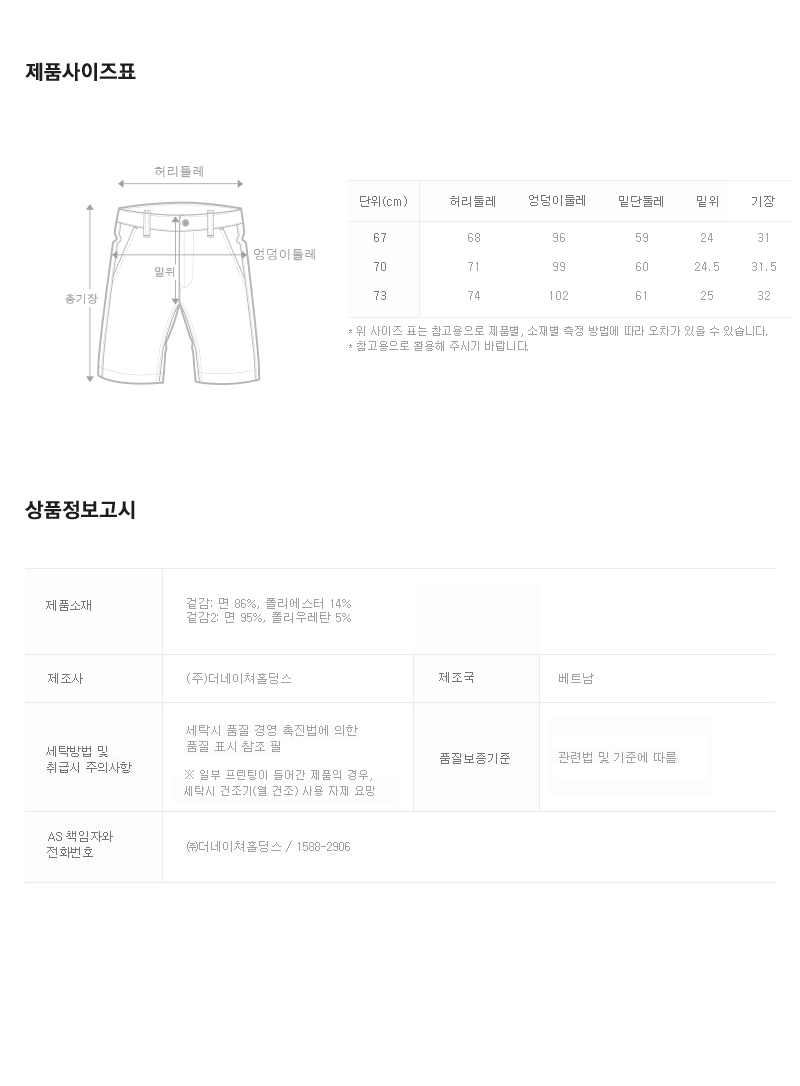 제품사이즈표
허리둘레
엉덩이둘레
밑위
총기장
단위(cm) 허리둘레 엉덩이둘레 밑단둘레 밑위 기장
67 68 96 59 24 31
70 71 99 60 24.5 31.5
73 74 102 61 25 32
* 위 사이즈 표는 참고용으로 제품별, 소재별 측정 방법에 따라 오차가 있을 수 있습니다.
* 참고용으로 활용해 주시기 바랍니다.
상품정보고시
제품소재
겉감: 면 86%, 폴리에스터 14%
겉감2: 면 95%, 폴리우레탄 5%
제조사 (주)더네이쳐홀딩스 제조국 베트남
세탁방법 및
취급시 주의사항
세탁시 품질 경영 촉진법에 의한
품질 표시 참조 필
※ 일부 프린팅이 들어간 제품의 경우,
세탁시 건조기(열 건조) 사용 자제 요망
품질보증기준 관련법 및 기준에 따름
AS 책임자와
전화번호
㈜더네이쳐홀딩스 / 1588-2906